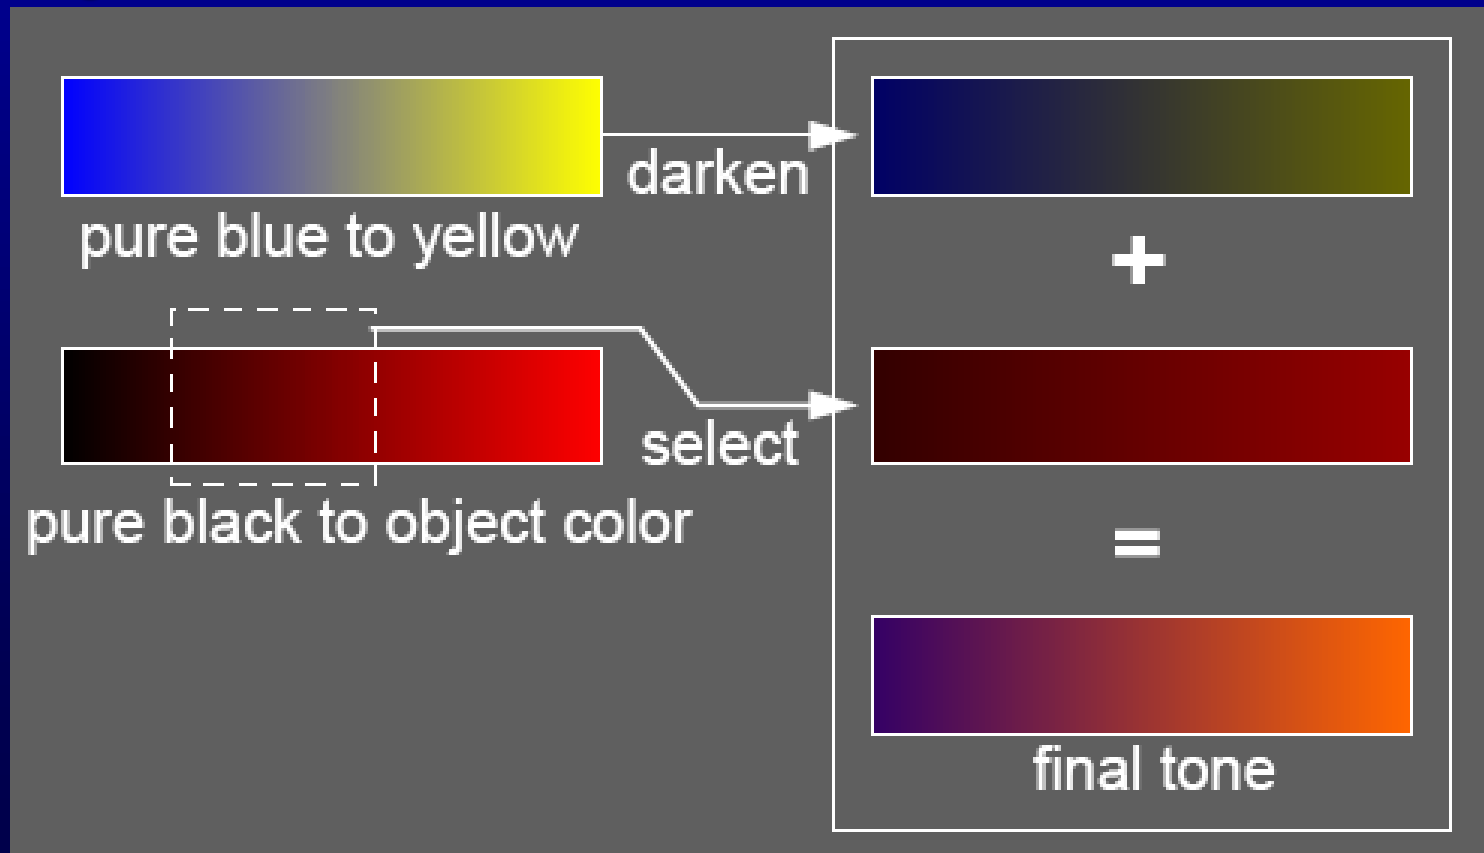 darken
pure blue to yellow
+
select
pure black to object color
=
final tone